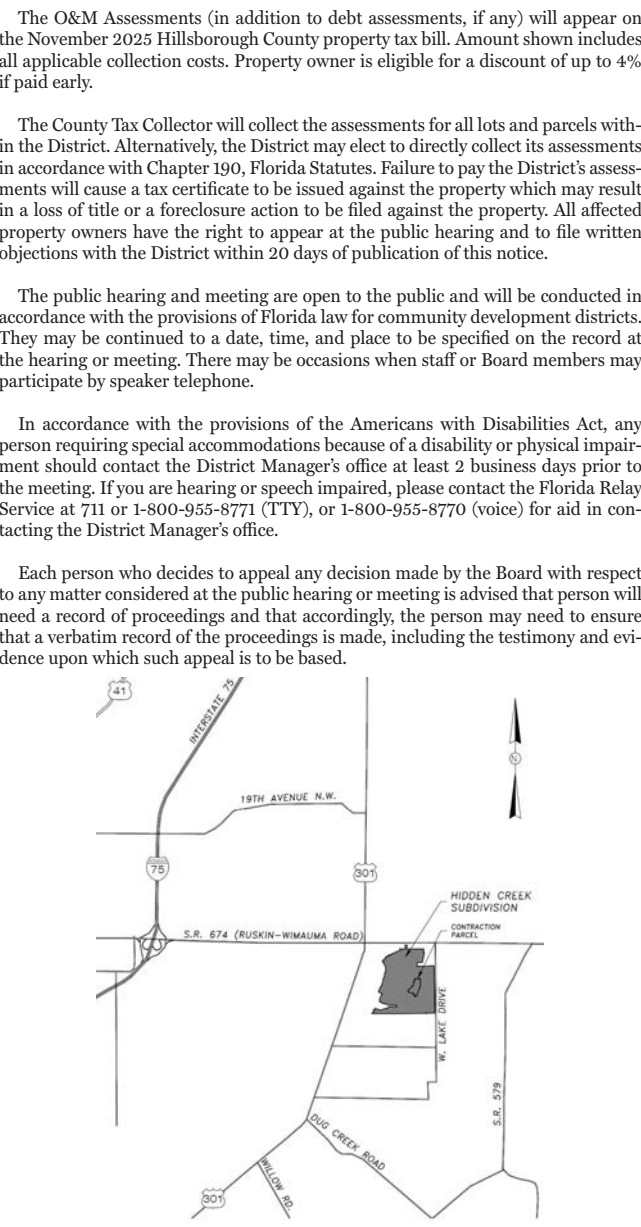 The O&M Assessments (in addition to debt assessments, if any) will appear on
the November 2025 Hillsborough County property tax bill. Amount shown includes
all applicable collection costs. Property owner is eligible for a discount of up to 4%
if paid early.
The County Tax Collector will collect the assessments for all lots and parcels with-
in the District. Alternatively, the District may elect to directly collect its assessments
in accordance with Chapter 190, Florida Statutes. Failure to pay the District’s assess-
ments will cause a tax certificate to be issued against the property which may result
in a loss of title or a foreclosure action to be filed against the property. All affected
property owners have the right to appear at the public hearing and to file written
objections with the District within 20 days of publication of this notice.
The public hearing and meeting are open to the public and will be conducted in
accordance with the provisions of Florida law for community development districts.
They may be continued to a date, time, and place to be specified on the record at
the hearing or meeting. There may be occasions when staff or Board members may
participate by speaker telephone.
In accordance with the provisions of the Americans with Disabilities Act, any
person requiring special accommodations because of a disability or physical impair-
ment should contact the District Manager’s office at least 2 business days prior to
the meeting. If you are hearing or speech impaired, please contact the Florida Relay
Service at 711 or 1-800-955-8771 (TTY), or 1-800-955-8770 (voice) for aid in con-
tacting the District Manager’s office.
Each person who decides to appeal any decision made by the Board with respect
to any matter considered at the public hearing or meeting is advised that person will
need a record of proceedings and that accordingly, the person may need to ensure
that a verbatim record of the proceedings is made, including the testimony and evi-
dence upon which such appeal is to be based.
41
INTERSTATE 75
N
19TH AVENUE N.W.
75
301
HIDDEN CREEK
SUBDIVISION
CONTRACTION
PARCEL
S.R. 674 (RUSKIN-WIMAUMA ROAD)
W. LAKE DRIVE
S.R. 579
DUG CREEK ROAD
WILLOW RD.
301